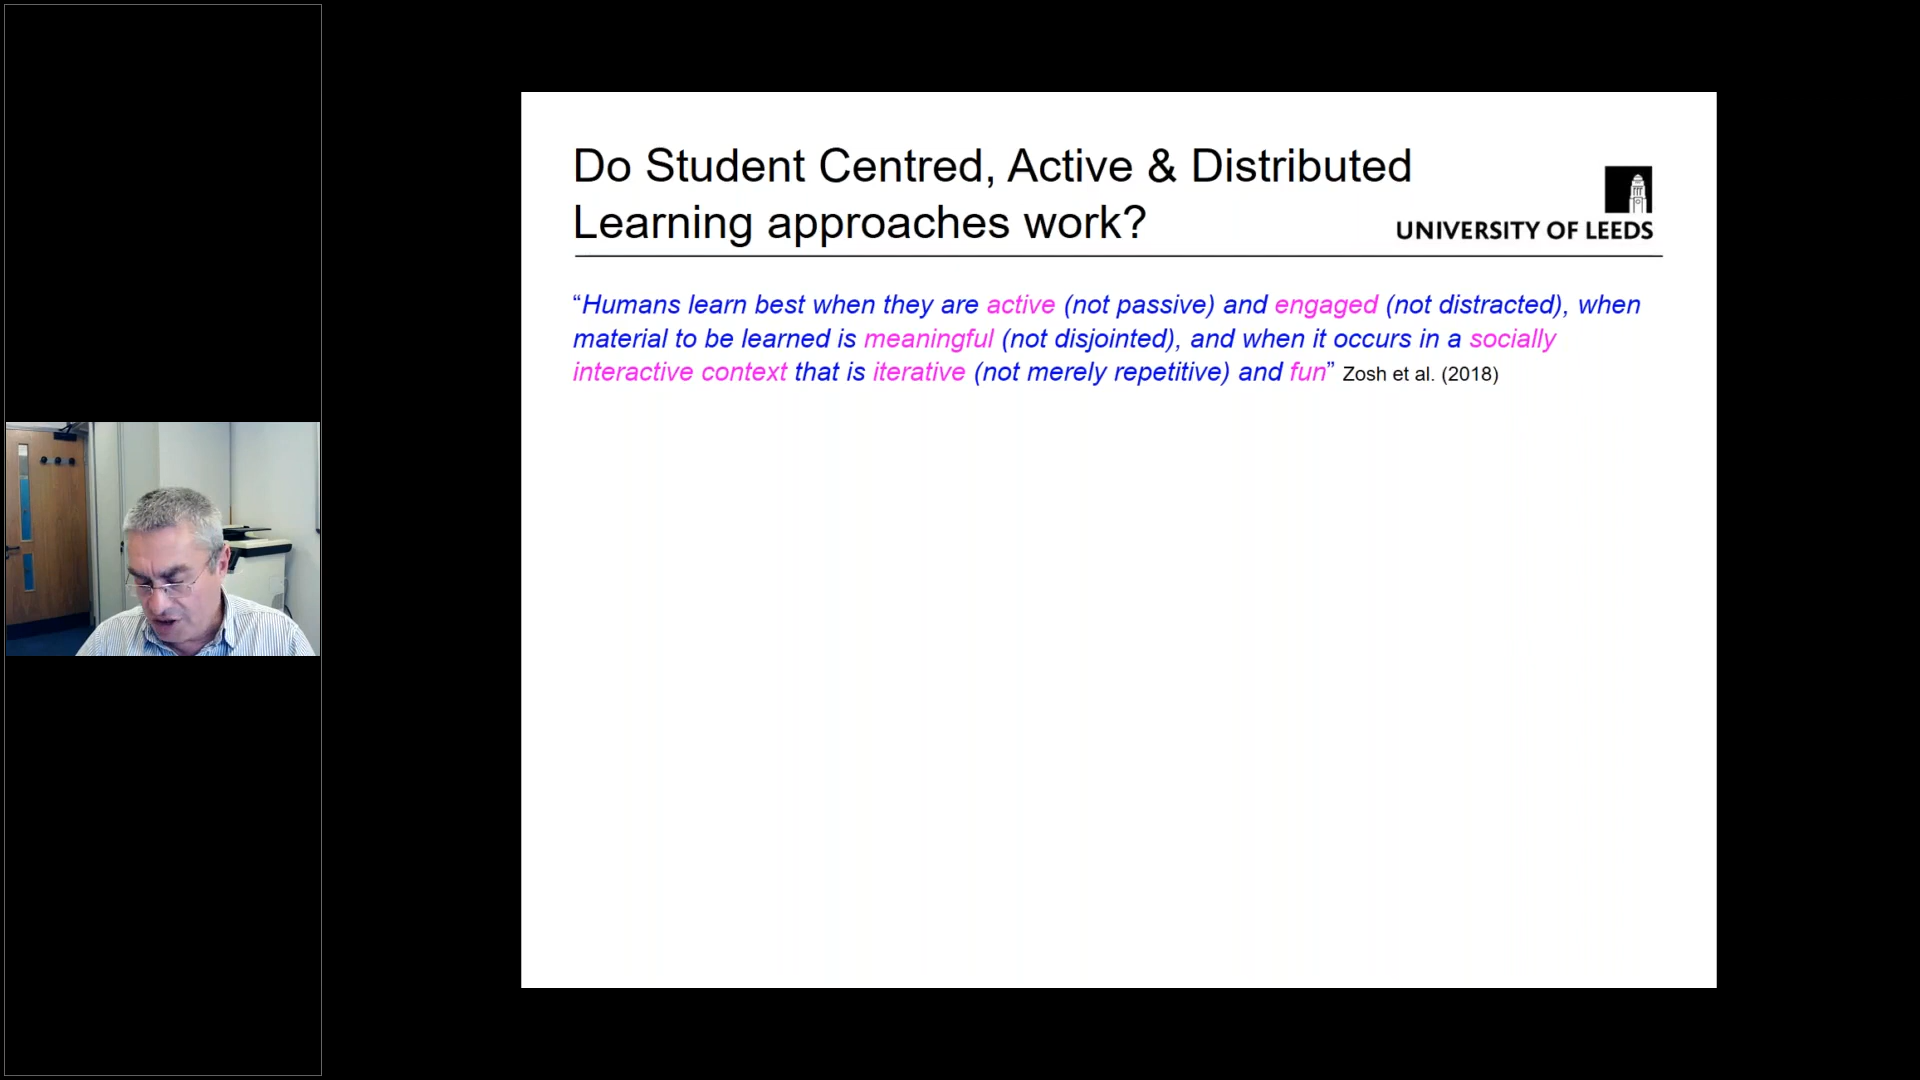 Do Student Centred, Active & Distributed
Learning approaches work?
UNIVERSITY OF LEEDS
“Humans learn best when they are active (not passive) and engaged (not distracted), when
material to be learned is meaningful (not disjointed), and when it occurs in a socially
interactive context that is iterative (not merely repetitive) and fun” Zosh et al. (2018)